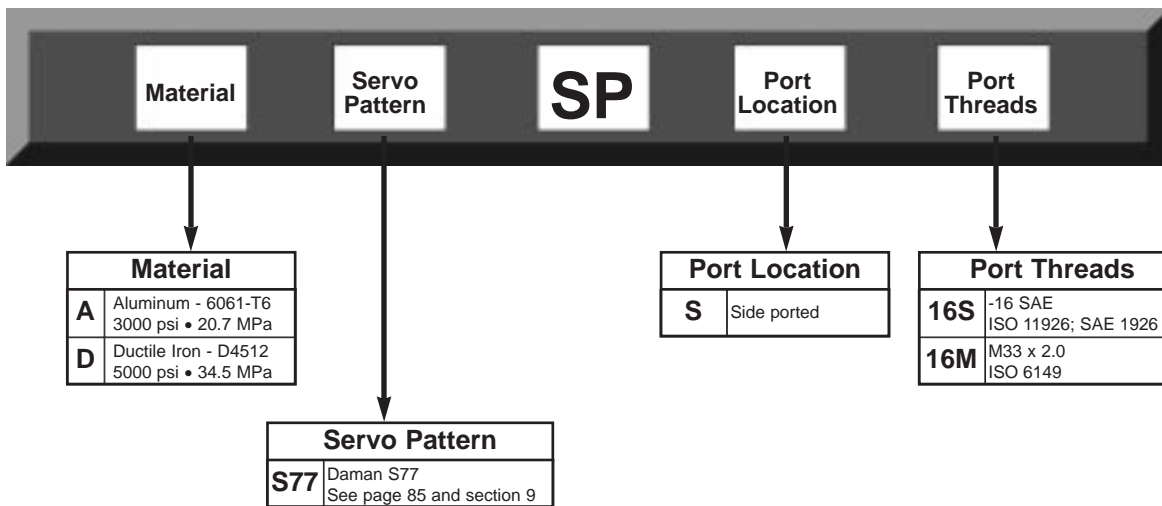 Material
Servo
Pattern
SP
Port
Location
Port
Threads
Material
A
Aluminum - 6061-T6
3000 psi • 20.7 MPa
D
Ductile Iron - D4512
5000 psi • 34.5 MPa
Port Location
S
Side ported
Port Threads
16S
-16 SAE
ISO 11926; SAE 1926
16M
M33 x 2.0
ISO 6149
Servo Pattern
S77
Daman S77
See page 85 and section 9